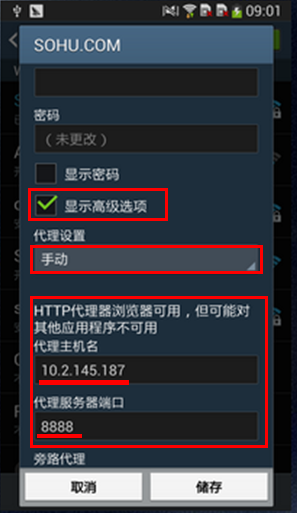 09:01
SOHU.COM
密码
（未更改）
显示密码
显示高级选项
代理设置
手动
HTTP代理器浏览器可用，但可能对
其他应用程序不可用
代理主机名
10.2.145.187
代理服务器端口
8888
旁路代理
取消
储存